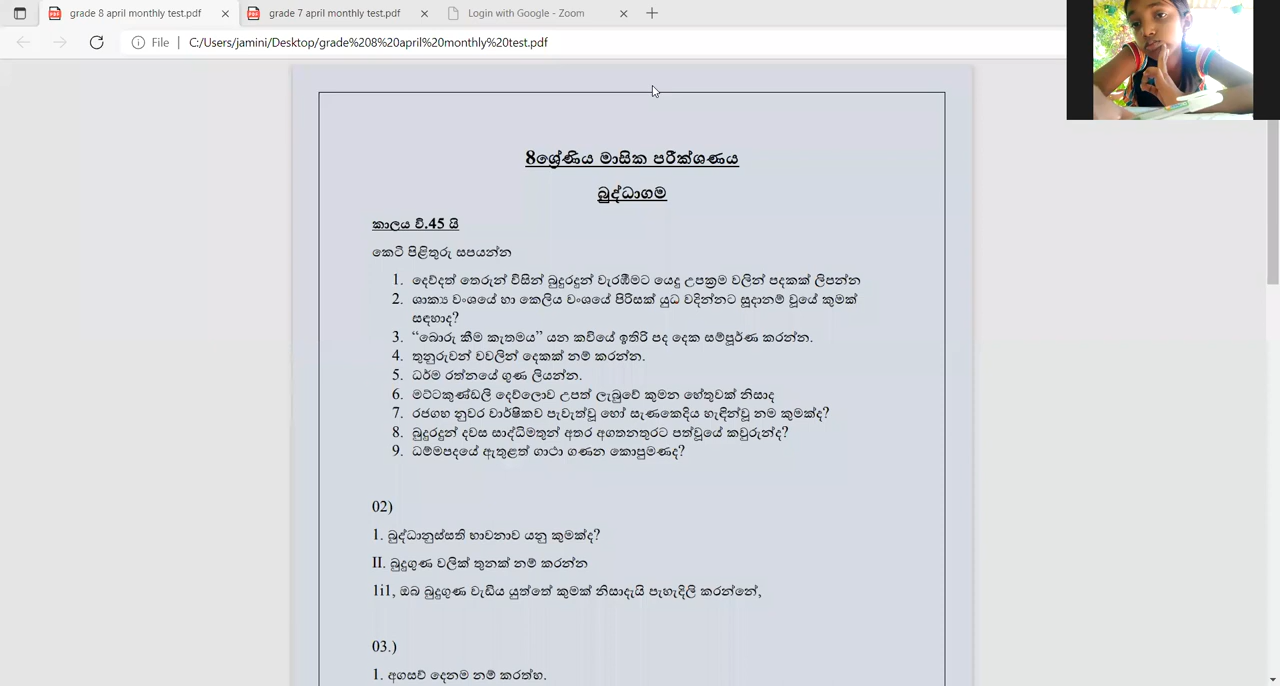 grade 8 april monthly test.pdf
grade 7 april monthly test.pdf
Login with Google - Zoom
File C:/Users/jamini/Desktop/grade%208%20april%20monthly%20test.pdf
8ශ්‍රේණිය මාසික පරීක්ශණය
බුද්ධාගම
කාලය වි.45 යි
කෙටි පිළිතුරු සපයන්න
1. දෙව්දත් තෙරුන් විසින් බුදුරදුන් වැරඹීමට යෙදු උපක්‍රම වලින් පදකක් ලිපන්න
2. ශාක්‍ය වංශයේ හා කෙලිය වංශයේ පිරිසක් යුධ වදින්නට සූදානම් වූයේ කුමක්
සඳහාද?
3. “බොරු කීම කැතමය” යන කවියේ ඉතිරි පද දෙක සම්පූර්ණ කරන්න.
4. තුනුරුවන් වචලින් දෙකක් නම් කරන්න.
5. ධර්ම රත්නයේ ගුණ ලියන්න.
6. මට්ටකුණ්ඩලි දෙව්ලොව උපත් ලැබුවේ කුමන හේතුවක් නිසාද
7. රජගහ නුවර වාර්ෂිකව පැවැත්වූ හෝ සැණකෙදිය හැඳින්වූ නම කුමක්ද?
8. බුදුරදුන් දවස සාද්ධිමතුන් අතර අගතනතුරට පත්වූයේ කවුරුන්ද?
9. ධම්මපදයේ ඇතුළත් ගාථා ගණන කොපුමණද?
02)
1. බුද්ධානුස්සති භාවනාව යනු කුමක්ද?
II. බුදුගුණ වලික් තුනක් නම් කරන්න
1i1, ඔබ බුදුගුණ වැඩිය යුත්තේ කුමක් නිසාදැයි පැහැදිලි කරන්නේ,
03.)
1. අගසව් දෙනම නම් කරත්හ.